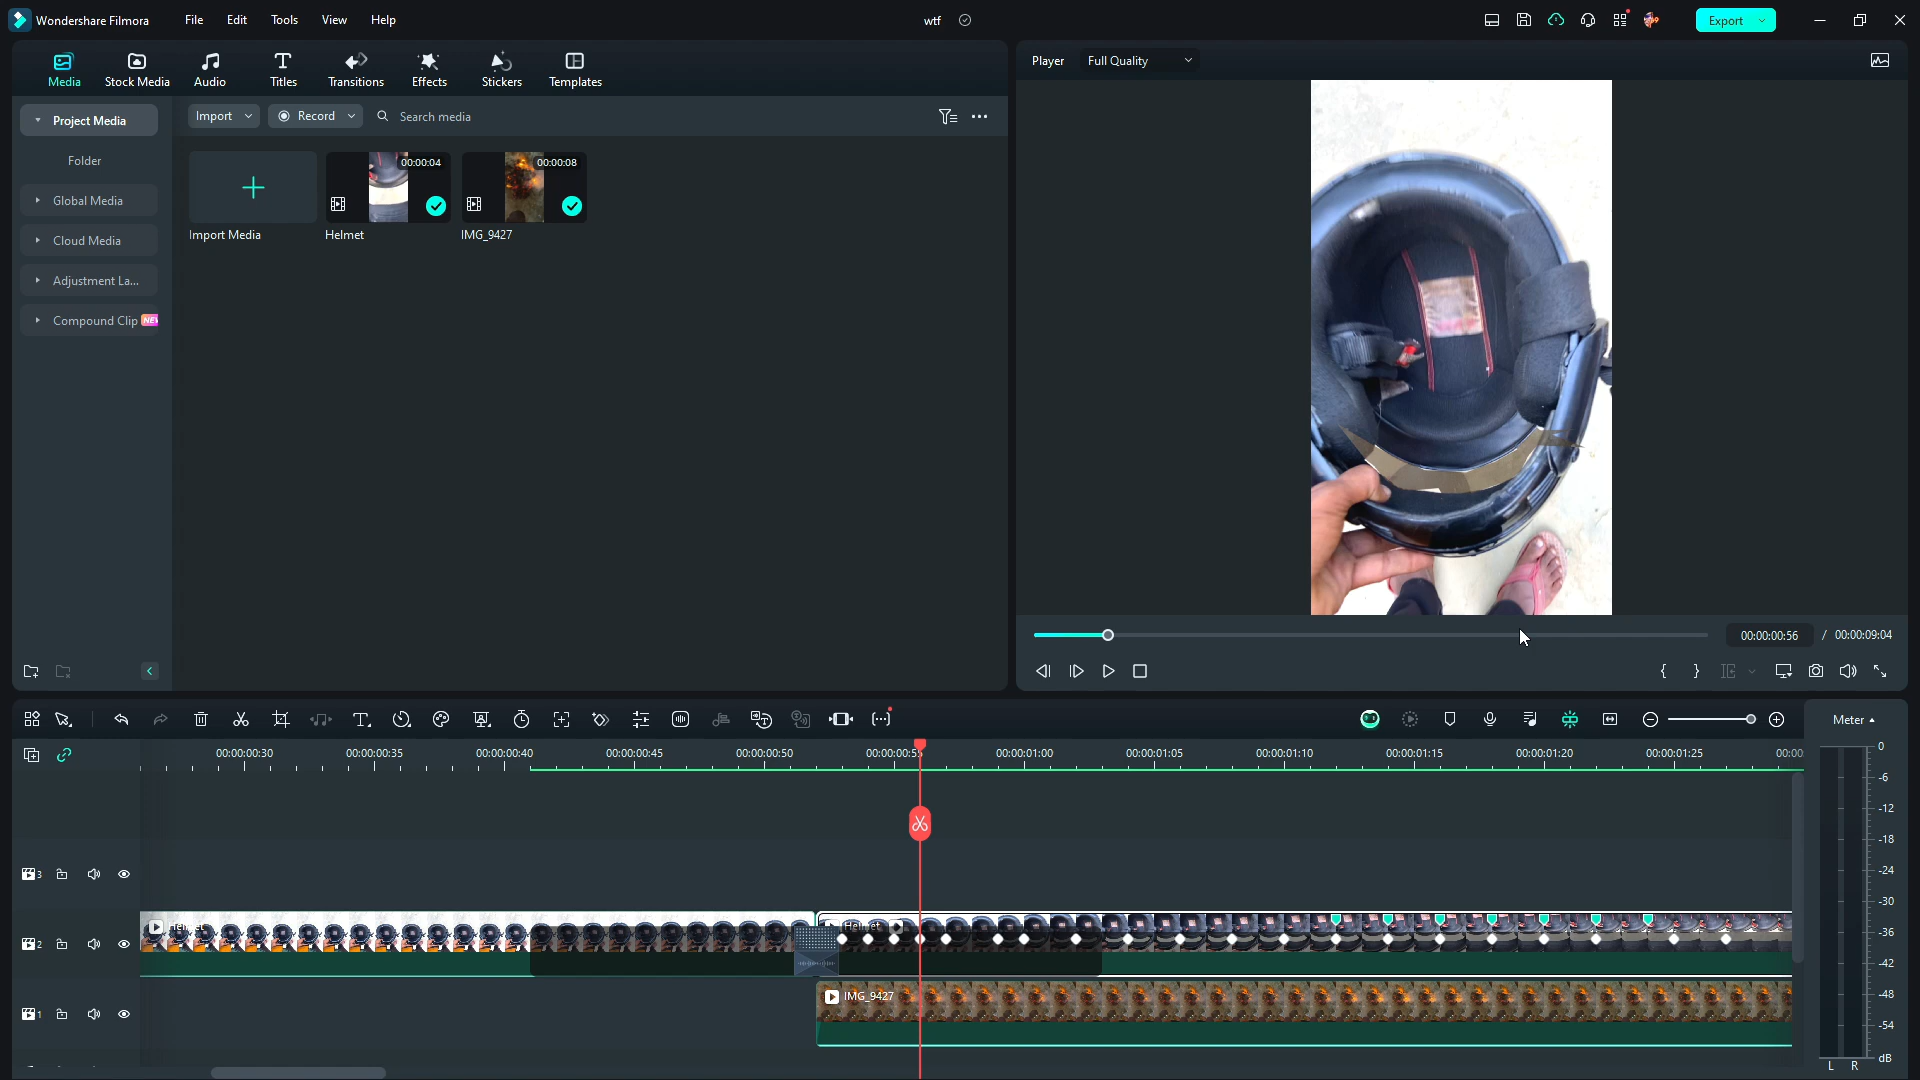 Wondershare Filmora File Edit Tools View Help wtf Export
Media Stock Media Audio Titles Transitions Effects Stickers Templates
Player Full Quality
Project Media
Import Record Search media
Folder
Global Media
Cloud Media
Adjustment La...
Compound Clip
00:00:04 00:00:08
Import Media Helmet IMG_9427
00:00:00:56 / 00:00:09:04
Meter
00:00:00:30 00:00:00:35 00:00:00:40 00:00:00:45 00:00:00:50 00:00:00:55 00:00:01:00 00:00:01:05 00:00:01:10 00:00:01:15 00:00:01:20 00:00:01:25 00:00
3
2 Helmet Helmet
1 IMG_9427
0
-6
-12
-18
-24
-30
-36
-42
-48
-54
dB
L R